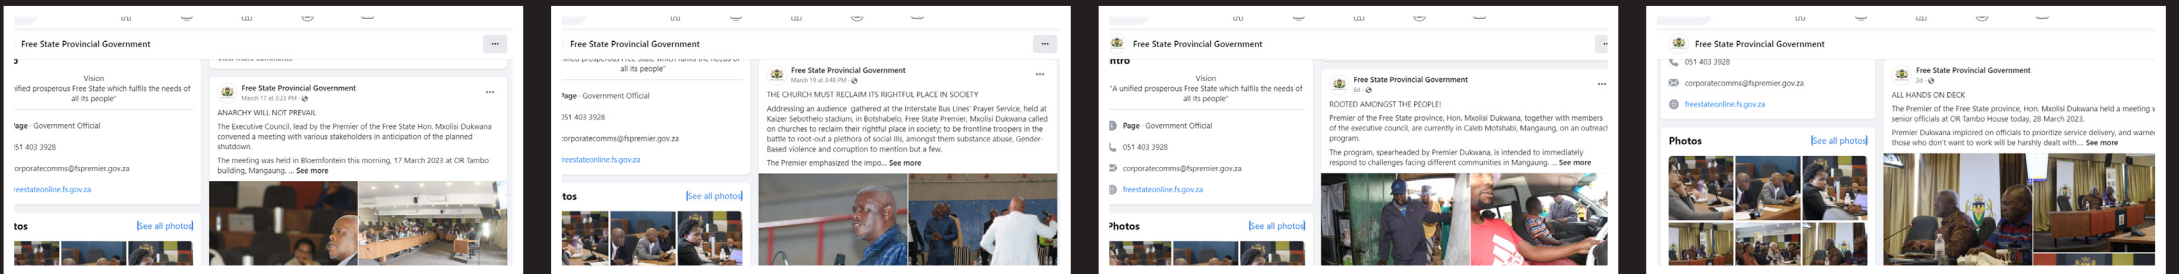 Free State Provincial Government
...
Vision
ified prosperous Free State which fulfils the needs of
all its people"
age · Government Official
51 403 3928
orporatecomms@fspremier.gov.za
reestateonline.fs.gov.za
tos
See all photos
Free State Provincial Government
March 17 at 3:23 PM ·
...
ANARCHY WILL NOT PREVAIL
The Executive Council, lead by the Premier of the Free State Hon. Mxolisi Dukwana
convened a meeting with various stakeholders in anticipation of the planned
shutdown.
The meeting was held in Bloemfontein this morning, 17 March 2023 at OR Tambo
building, Mangaung. ... See more
Free State Provincial Government
...
all its people"
Page · Government Official
051 403 3928
corporatecomms@fspremier.gov.za
freestateonline.fs.gov.za
tos
See all photos
Free State Provincial Government
March 19 at 3:48 PM ·
...
THE CHURCH MUST RECLAIM ITS RIGHTFUL PLACE IN SOCIETY
Addressing an audience gathered at the Interstate Bus Lines' Prayer Service, held at
Kaizer Sebothelo stadium, in Botshabelo, Free State Premier, Mxolisi Dukwana called
on churches to reclaim their rightful place in society; to be frontline troopers in the
battle to root-out a plethora of social ills, amongst them substance abuse, Gender-
Based violence and corruption to mention but a few.
The Premier emphasized the impo... See more
Free State Provincial Government
ntro
Vision
"A unified prosperous Free State which fulfils the needs of
all its people"
Page · Government Official
051 403 3928
corporatecomms@fspremier.gov.za
freestateonline.fs.gov.za
Photos
See all photos
Free State Provincial Government
6d ·
...
ROOTED AMONGST THE PEOPLE!
Premier of the Free State province, Hon. Mxolisi Dukwana, together with members
of the executive council, are currently in Caleb Motshabi, Mangaung, on an outreac
program.
The program, spearheaded by Premier Dukwana, is intended to immediately
respond to challenges facing different communities in Mangaung. ... See more
Free State Provincial Government
051 403 3928
corporatecomms@fspremier.gov.za
freestateonline.fs.gov.za
Photos
See all photos
Free State Provincial Government
2d ·
ALL HANDS ON DECK
The Premier of the Free State province, Hon. Mxolisi Dukwana held a meeting w
senior officials at OR Tambo House today, 28 March 2023.
Premier Dukwana implored on officials to prioritize service delivery, and warned
those who don't want to work will be harshly dealt with... See more